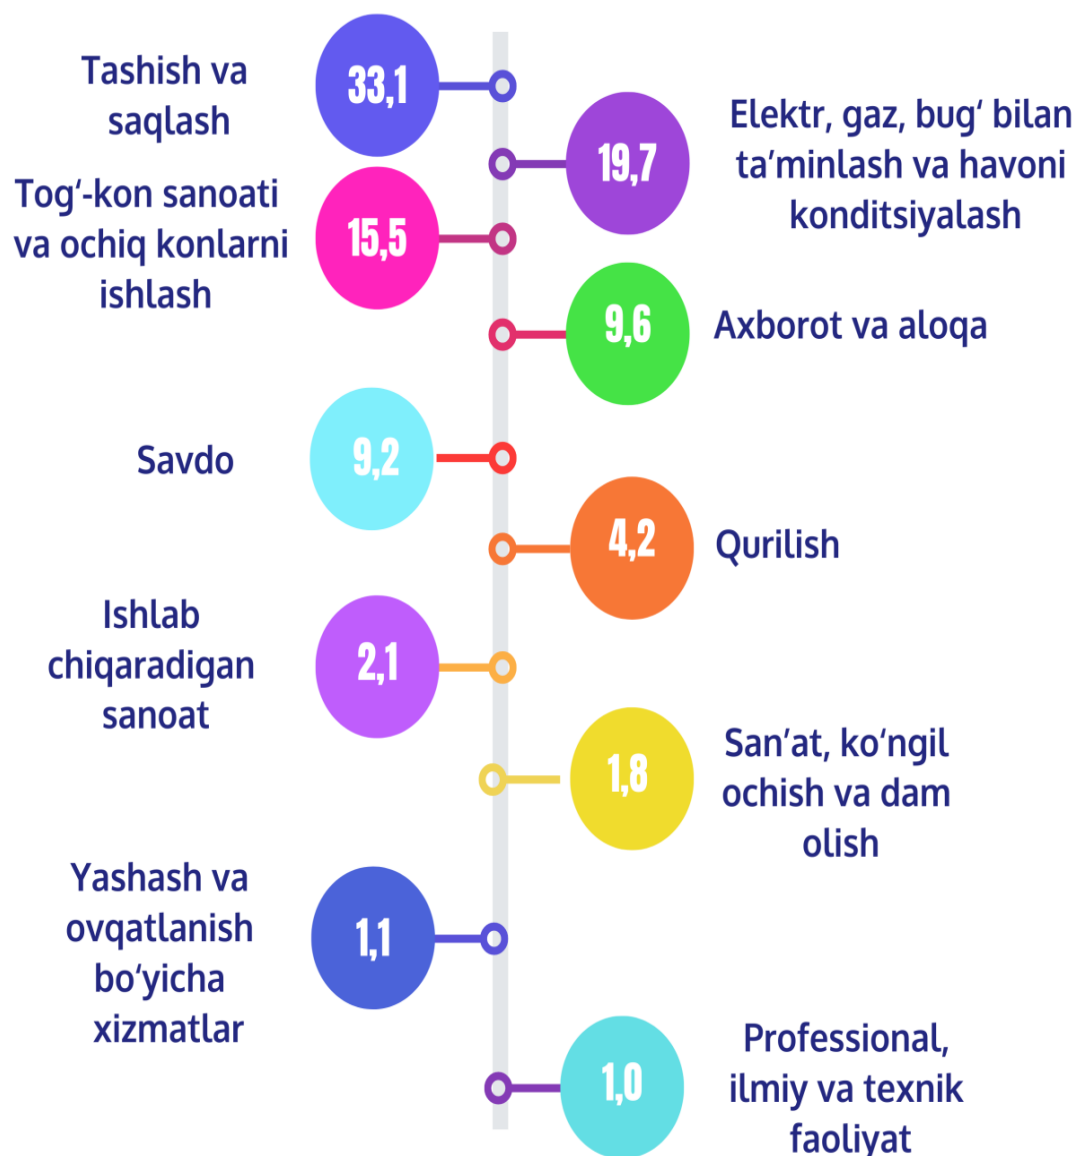 Tashish va
saqlash
33,1
19,7
Elektr, gaz, bug‘ bilan
ta’minlash va havoni
konditsiyalash
Tog‘-kon sanoati
va ochiq konlarni
ishlash
15,5
9,6
Axborot va aloqa
Savdo
9,2
4,2
Qurilish
Ishlab
chiqaradigan
sanoat
2,1
1,8
San’at, ko‘ngil
ochish va dam
olish
Yashash va
ovqatlanish
bo‘yicha
xizmatlar
1,1
1,0
Professional,
ilmiy va texnik
faoliyat